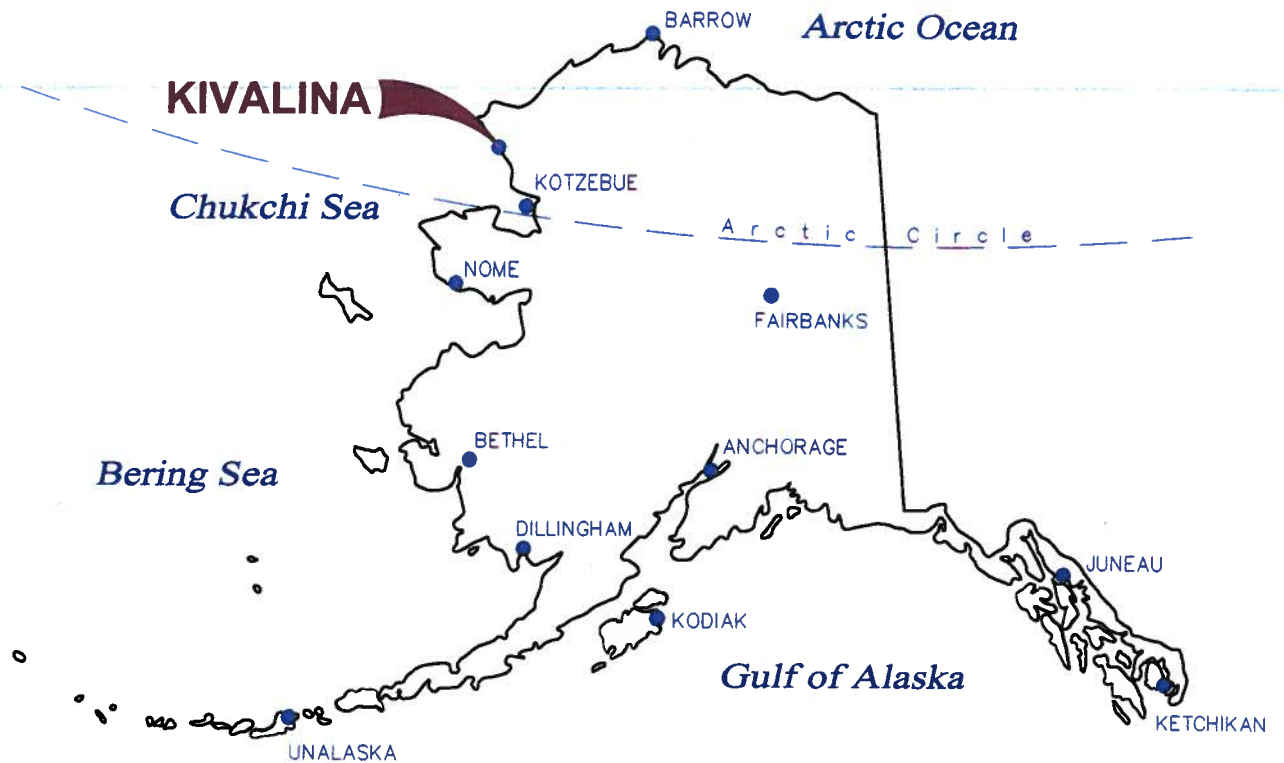 BARROW
Arctic Ocean
KIVALINA
KOTZEBUE
Chukchi Sea
Arctic Circle
NOME
FAIRBANKS
BETHEL
ANCHORAGE
Bering Sea
DILLINGHAM
JUNEAU
KODIAK
Gulf of Alaska
KETCHIKAN
UNALASKA